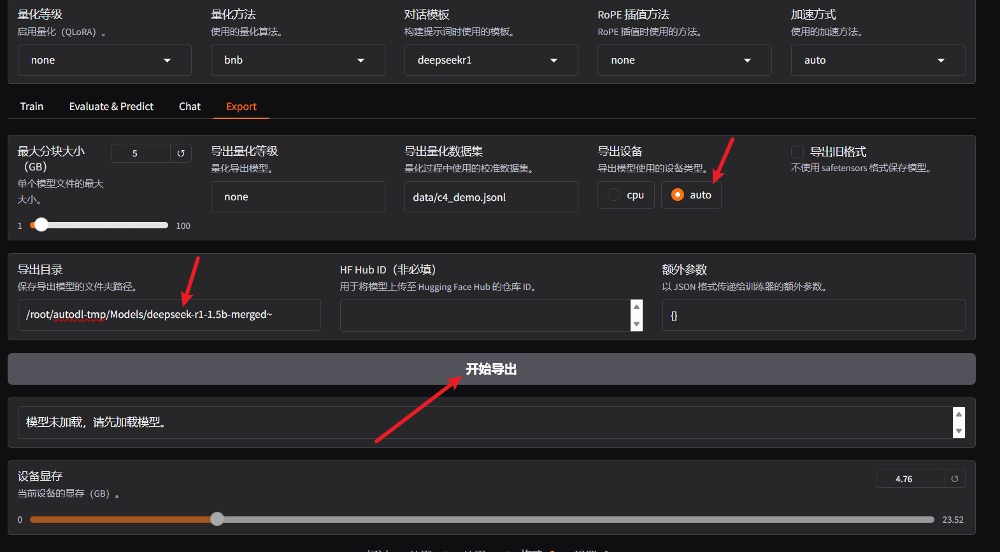 量化等级
启用量化（QLoRA）。
none
量化方法
使用的量化算法。
bnb
对话模板
构建提示词时使用的模板。
deepseekr1
RoPE 插值方法
RoPE 插值时使用的方法。
none
加速方式
使用的加速方法。
auto
Train
Evaluate & Predict
Chat
Export
最大分块大小
（GB）
单个模型文件的最大
大小。
5
↺
1
100
导出量化等级
量化导出模型。
none
导出量化数据集
量化过程中使用的校准数据集。
data/c4_demo.jsonl
导出设备
导出模型使用的设备类型。
cpu
auto
导出旧格式
不使用 safetensors 格式保存模型。
导出目录
保存导出模型的文件夹路径。
/root/autodl-tmp/Models/deepseek-r1-1.5b-merged~
HF Hub ID（非必填）
用于将模型上传至 Hugging Face Hub 的仓库 ID。
额外参数
以 JSON 格式传递给训练器的额外参数。
{}
开始导出
模型未加载，请先加载模型。
设备显存
当前设备的显存（GB）。
4.76
↺
0
23.52